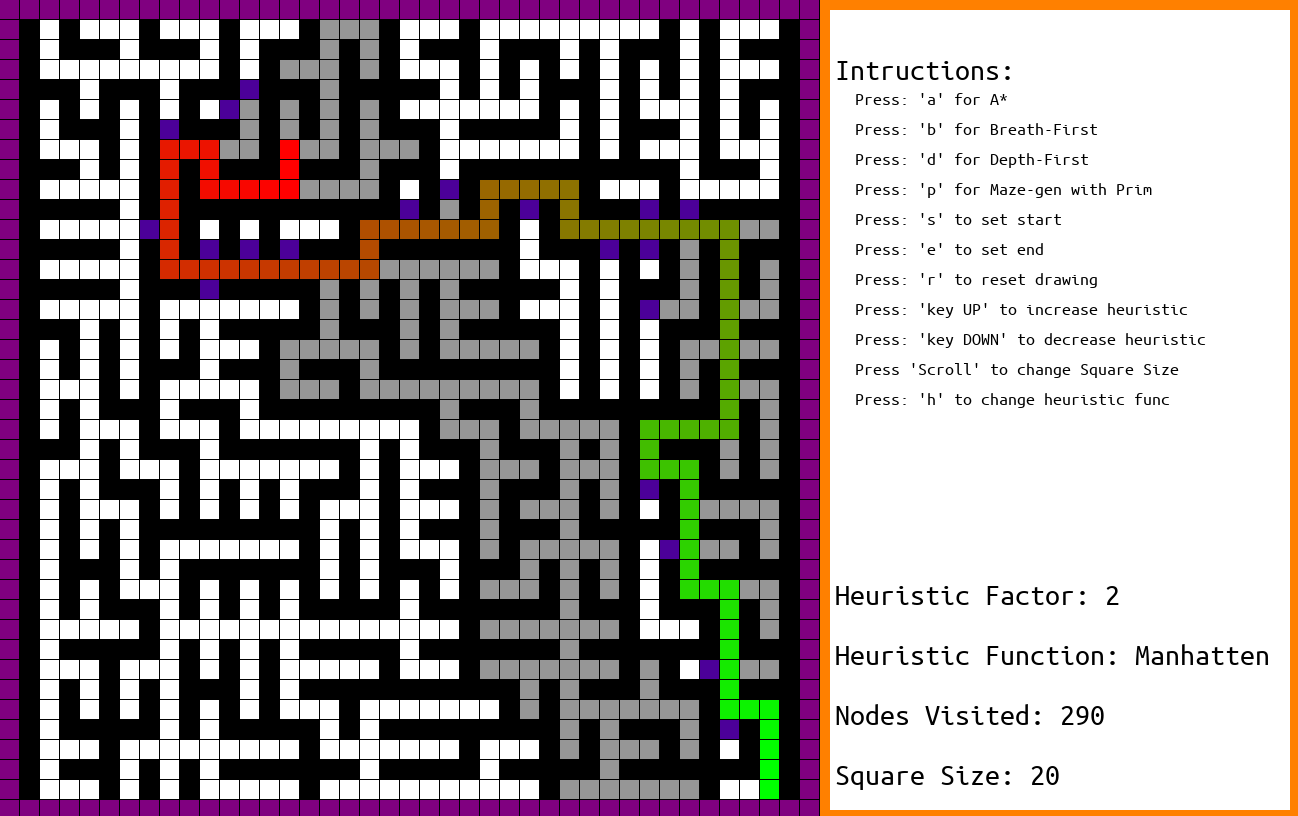 Intructions:
Press: 'a' for A*
Press: 'b' for Breath-First
Press: 'd' for Depth-First
Press: 'p' for Maze-gen with Prim
Press: 's' to set start
Press: 'e' to set end
Press: 'r' to reset drawing
Press: 'key UP' to increase heuristic
Press: 'key DOWN' to decrease heuristic
Press 'Scroll' to change Square Size
Press: 'h' to change heuristic func
Heuristic Factor: 2
Heuristic Function: Manhatten
Nodes Visited: 290
Square Size: 20